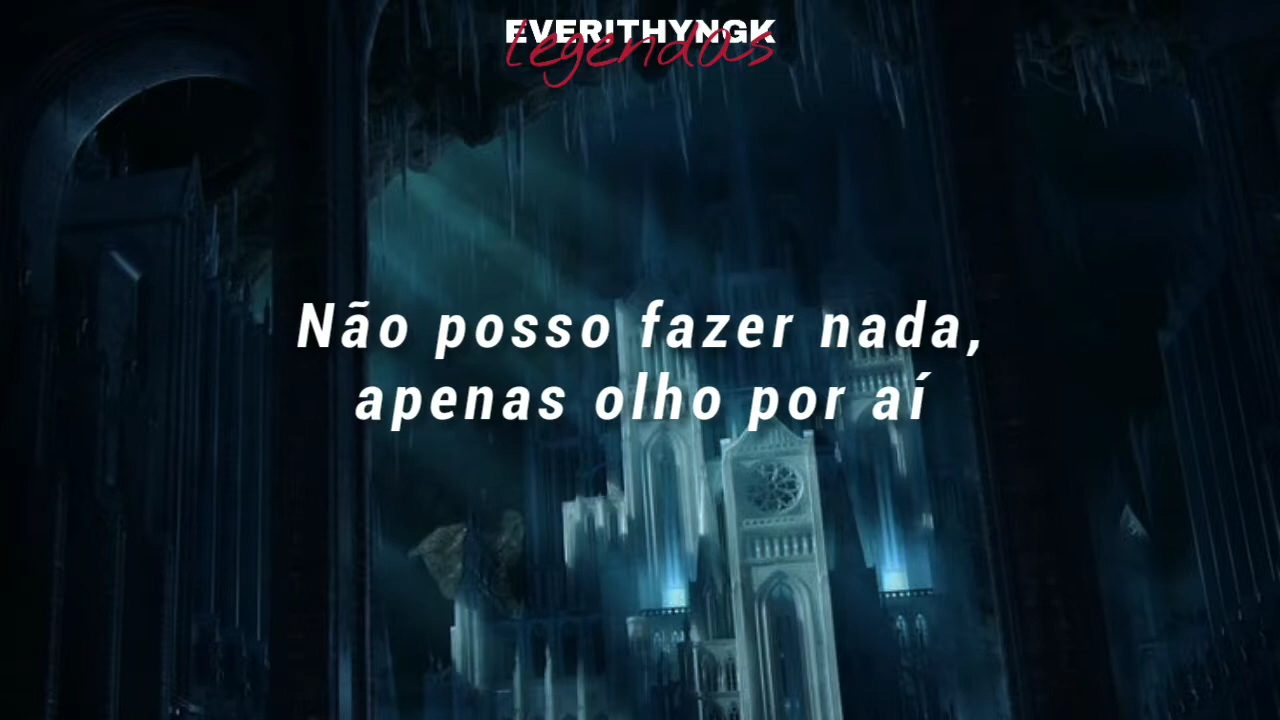 EVERITHYNGK
legendas
Não posso fazer nada,
apenas olho por aí